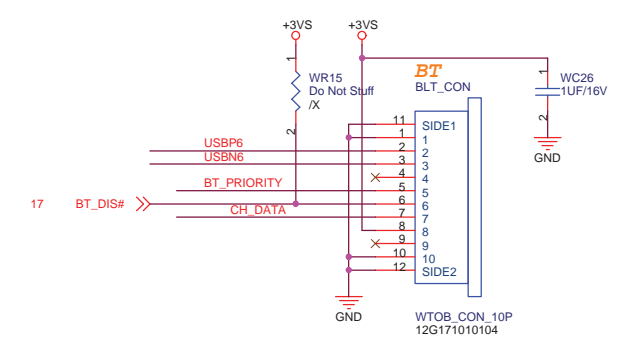 +3VS +3VS
1
WR15
Do Not Stuff
/X
2
BT
BLT_CON
1
WC26
1UF/16V
2
GND
11 SIDE1
1 1
USBP6 2 2
USBN6 3 3
4 4
BT_PRIORITY 5 5
17 BT_DIS# 6 6
CH_DATA 7 7
8 8
9 9
10 10
12 SIDE2
GND
WTOB_CON_10P
12G171010104